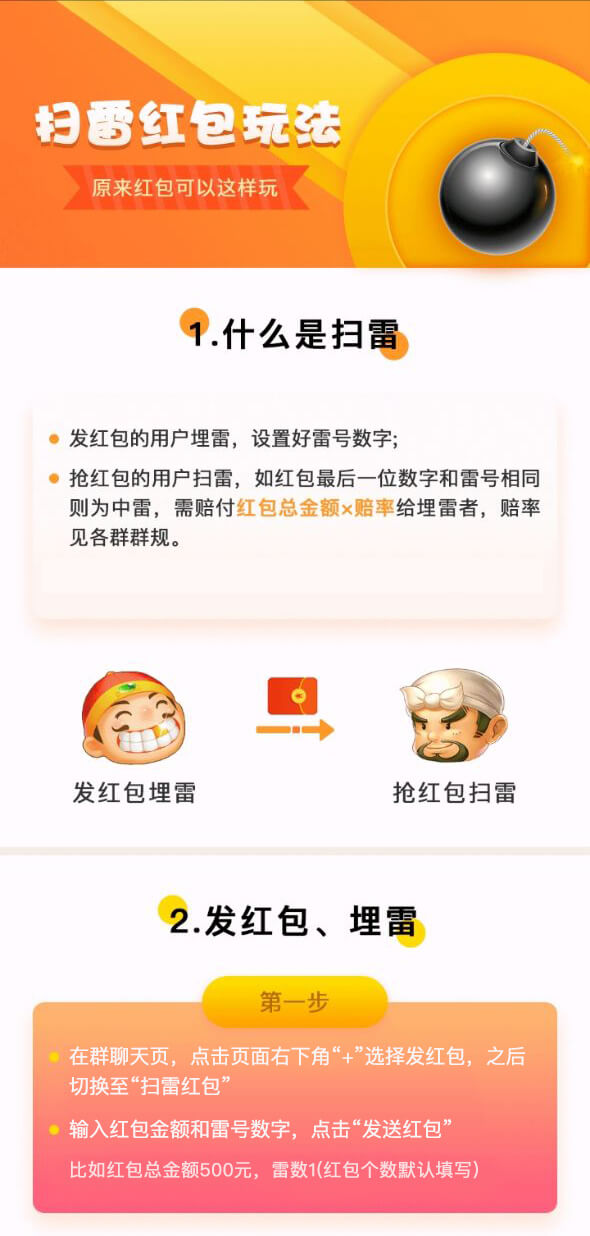 扫雷红包玩法
原来红包可以这样玩
1.什么是扫雷
发红包的用户埋雷，设置好雷号数字;
抢红包的用户扫雷，如红包最后一位数字和雷号相同
则为中雷，需赔付红包总金额×赔率给埋雷者，赔率
见各群群规。
发红包埋雷
抢红包扫雷
2.发红包、埋雷
第一步
在群聊天页，点击页面右下角“+”选择发红包，之后
切换至“扫雷红包”
输入红包金额和雷号数字，点击“发送红包”
比如红包总金额500元，雷数1(红包个数默认填写)